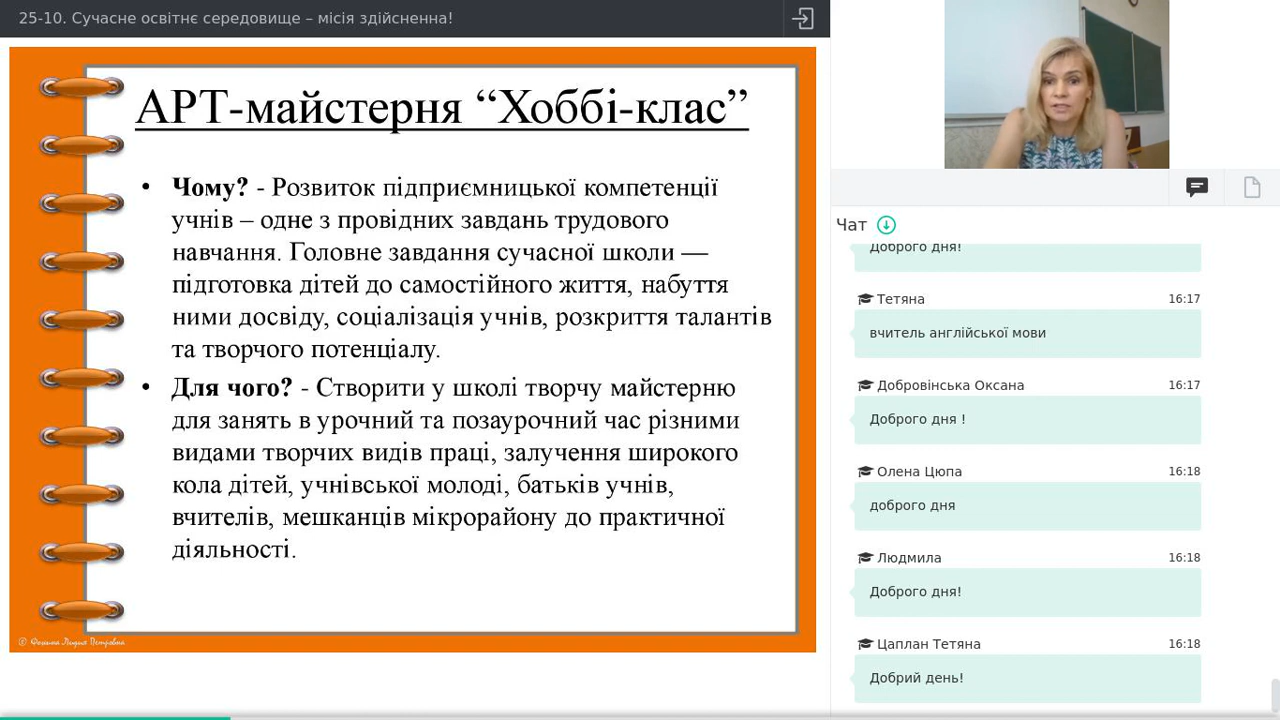 25-10. Сучасне освітнє середовище – місія здійсненна!
АРТ-майстерня “Хоббі-клас”
• Чому? - Розвиток підприємницької компетенції
учнів – одне з провідних завдань трудового
навчання. Головне завдання сучасної школи —
підготовка дітей до самостійного життя, набуття
ними досвіду, соціалізація учнів, розкриття талантів
та творчого потенціалу.
• Для чого? - Створити у школі творчу майстерню
для занять в урочний та позаурочний час різними
видами творчих видів праці, залучення широкого
кола дітей, учнівської молоді, батьків учнів,
вчителів, мешканців мікрорайону до практичної
діяльності.
© Фокина Лидия Петровна
Чат
Доброго дня!
Тетяна 16:17
вчитель англійської мови
Добровінська Оксана 16:17
Доброго дня !
Олена Цюпа 16:18
доброго дня
Людмила 16:18
Доброго дня!
Цаплан Тетяна 16:18
Добрий день!